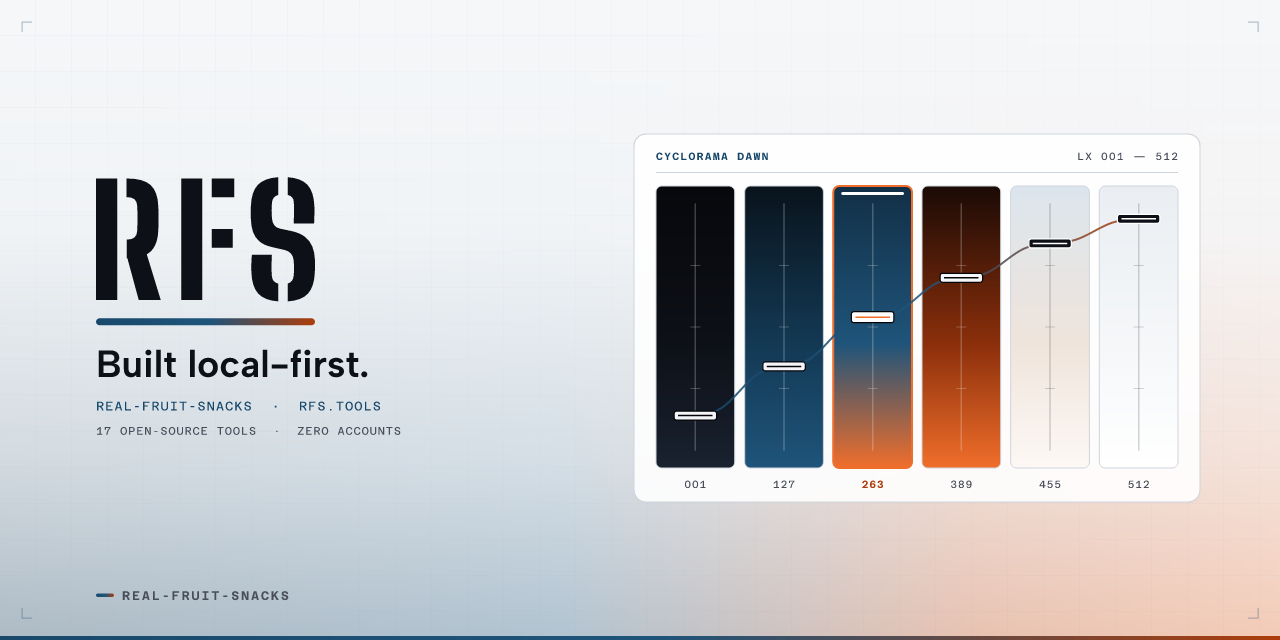 RFS
Built local-first.
REAL-FRUIT-SNACKS · RFS.TOOLS
17 OPEN-SOURCE TOOLS · ZERO ACCOUNTS
REAL-FRUIT-SNACKS
CYCLORAMA DAWN
LX 001 — 512
001 127 263 389 455 512